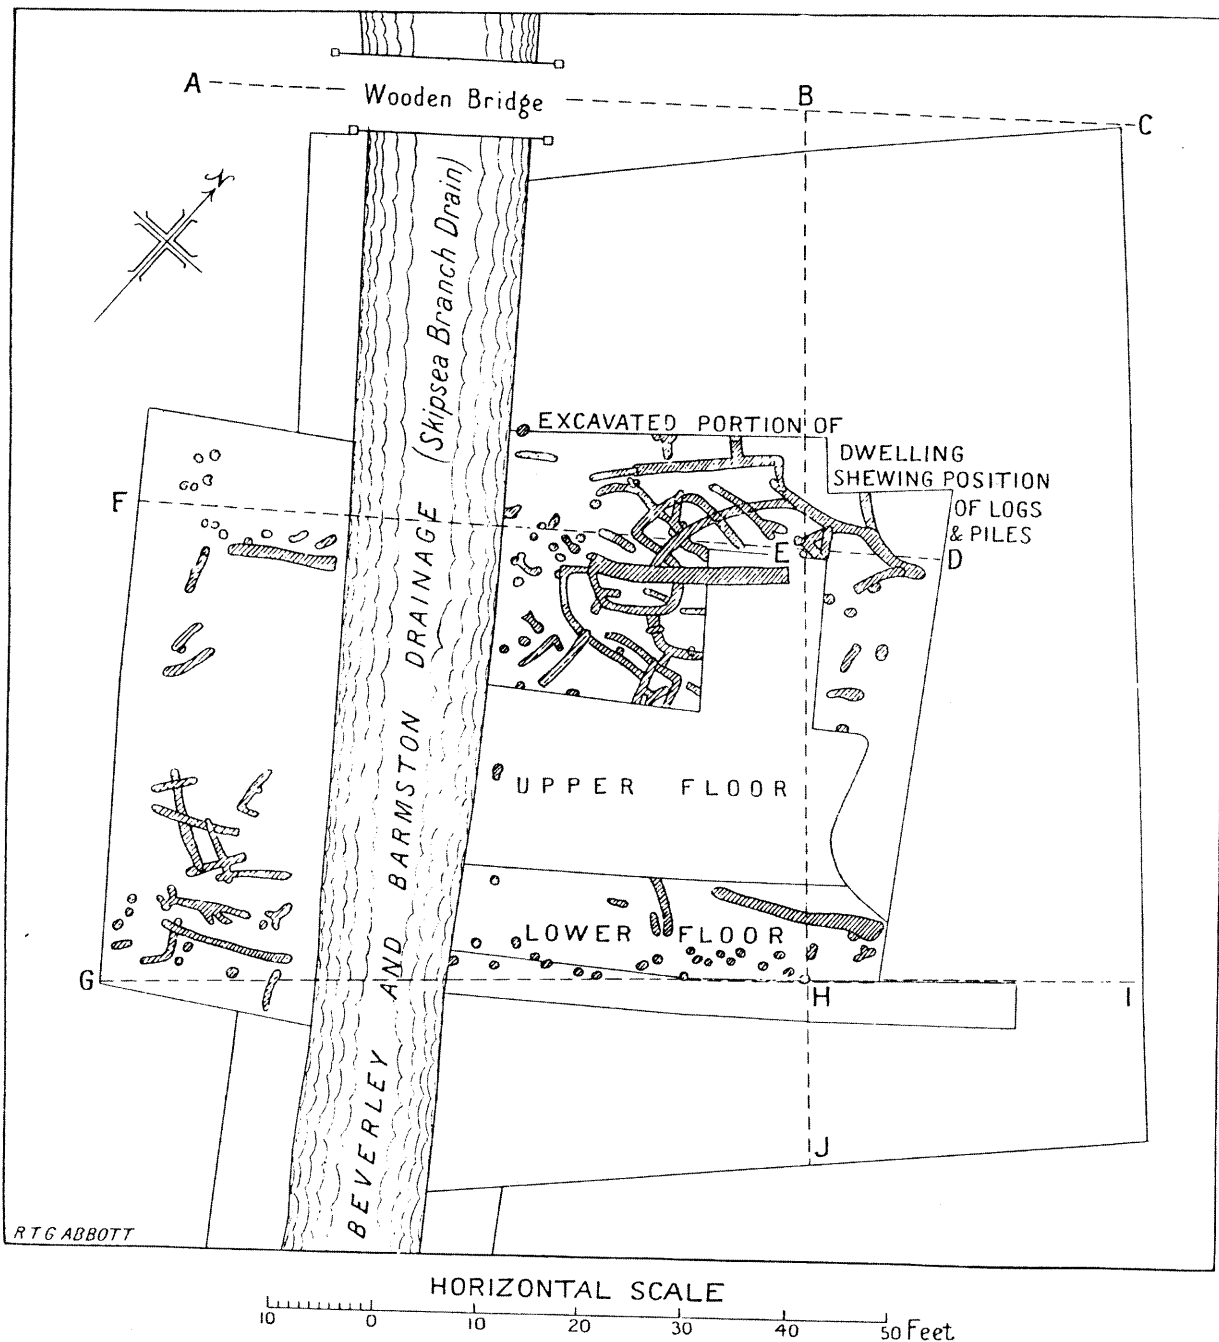 A
Wooden Bridge
B
C
N
(Skipsea Branch Drain)
BEVERLEY AND BARMSTON DRAINAGE
EXCAVATED PORTION OF
DWELLING
SHEWING POSITION
OF LOGS
& PILES
F
E
D
UPPER FLOOR
LOWER FLOOR
G
H
I
J
R T G ABBOTT
HORIZONTAL SCALE
10 0 10 20 30 40 50 Feet